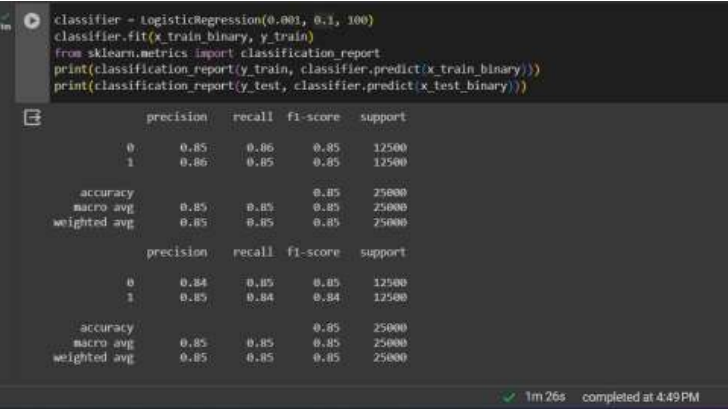 1m
classifier = LogisticRegression(0.001, 0.1, 100)
classifier.fit(x_train_binary, y_train)
from sklearn.metrics import classification_report
print(classification_report(y_train, classifier.predict(x_train_binary)))
print(classification_report(y_test, classifier.predict(x_test_binary)))
precision recall f1-score support
0 0.85 0.86 0.85 12500
1 0.86 0.85 0.85 12500
accuracy 0.85 25000
macro avg 0.85 0.85 0.85 25000
weighted avg 0.85 0.85 0.85 25000
precision recall f1-score support
0 0.84 0.85 0.85 12500
1 0.85 0.84 0.84 12500
accuracy 0.85 25000
macro avg 0.85 0.85 0.85 25000
weighted avg 0.85 0.85 0.85 25000
1m 26s completed at 4:49 PM